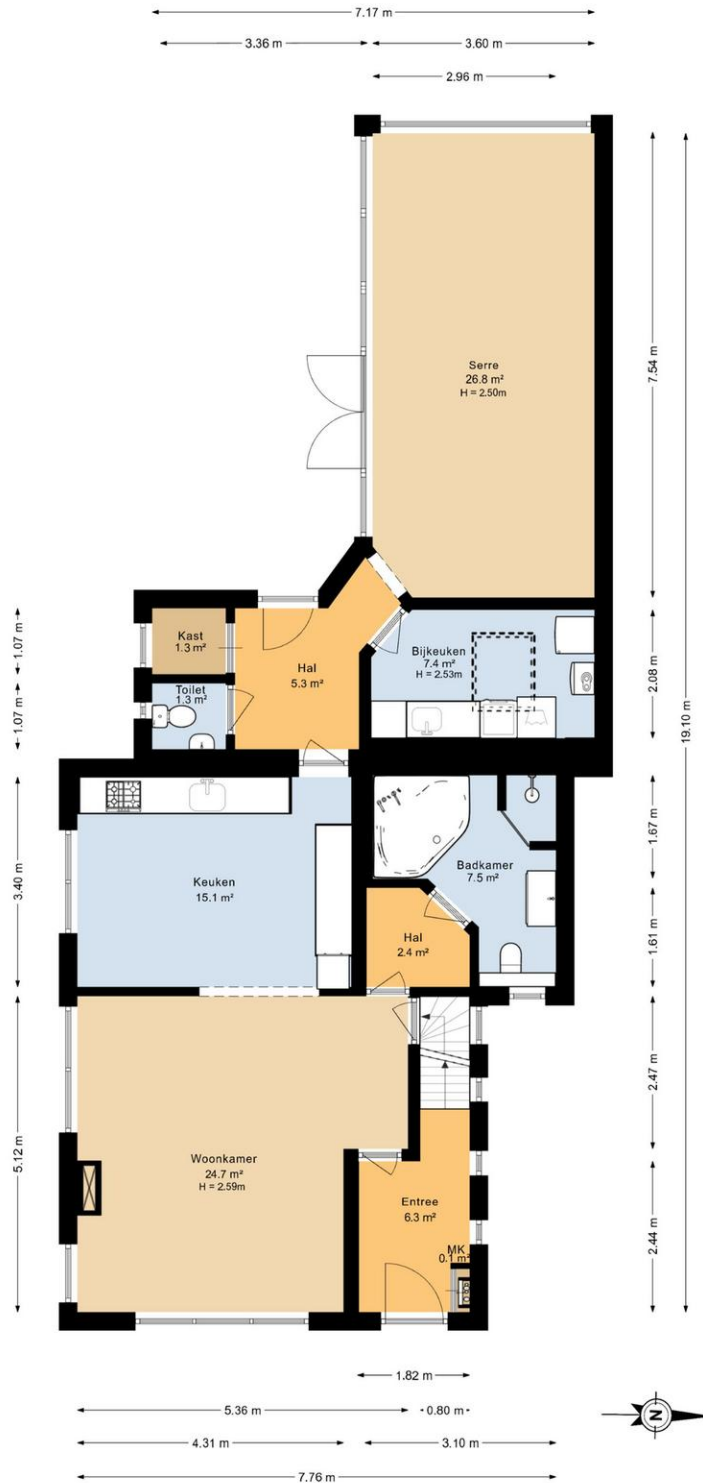 7.17 m
3.36 m
3.60 m
2.96 m
7.54 m
19.10 m
Serre
26.8 m²
H = 2.50m
1.07 m
1.07 m
Kast
1.3 m²
Toilet
1.3 m²
Hal
5.3 m²
Bijkeuken
7.4 m²
H = 2.53m
2.08 m
3.40 m
Keuken
15.1 m²
Badkamer
7.5 m²
1.67 m
1.61 m
Hal
2.4 m²
5.12 m
Woonkamer
24.7 m²
H = 2.59m
2.47 m
Entree
6.3 m²
MK
0.1 m²
2.44 m
1.82 m
5.36 m
0.80 m
4.31 m
3.10 m
7.76 m
N